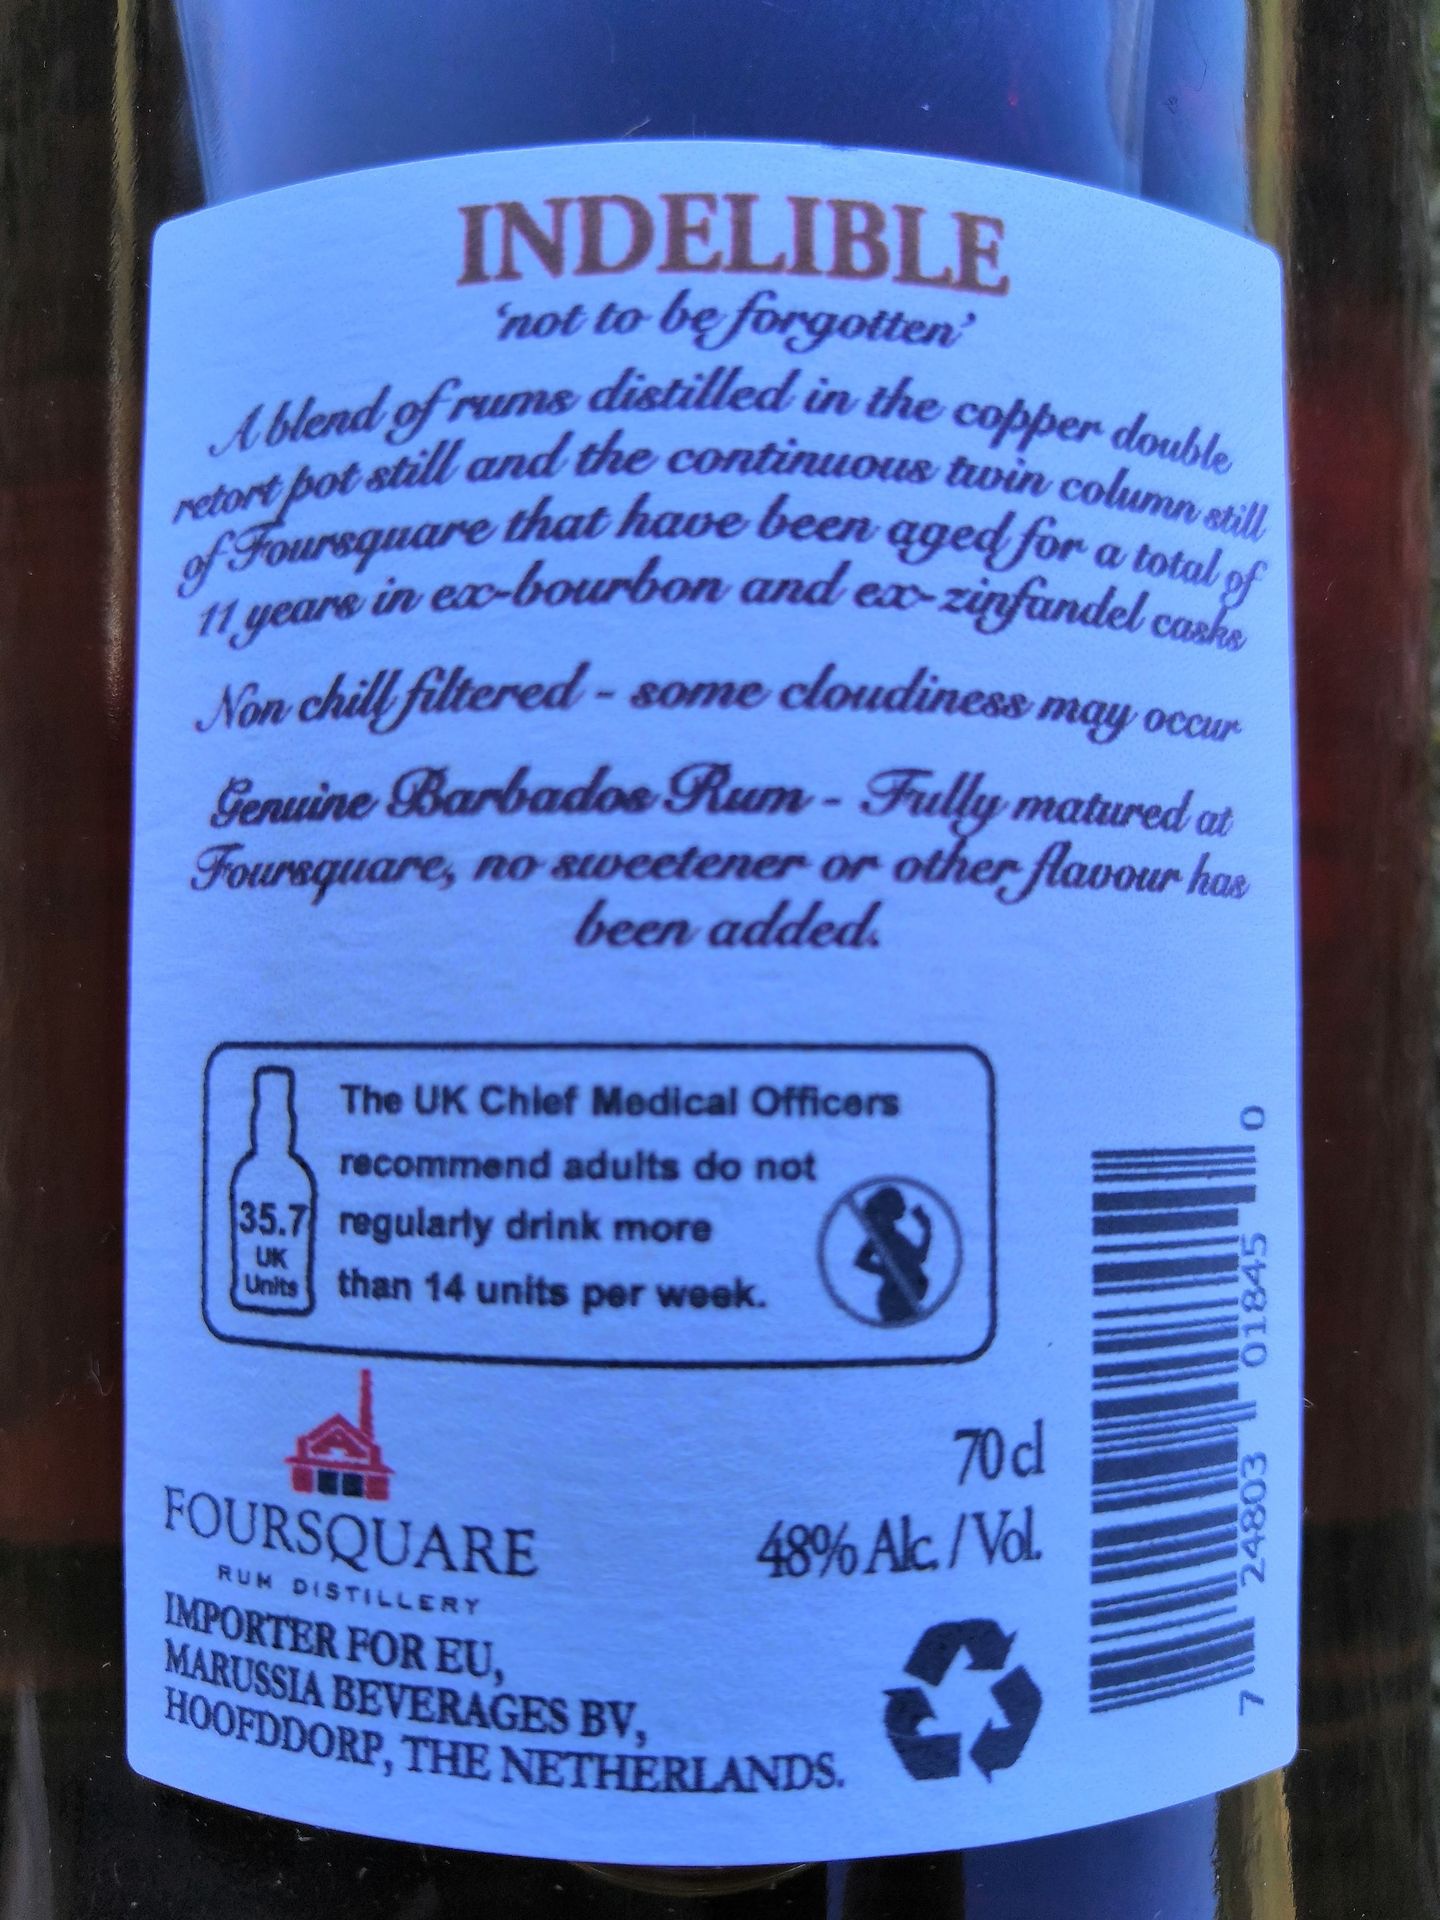 INDELIBLE
‘not to be forgotten’
A blend of rums distilled in the copper double
retort pot still and the continuous twin column still
of Foursquare that have been aged for a total of
11 years in ex-bourbon and ex-zinfandel casks
Non chill filtered - some cloudiness may occur
Genuine Barbados Rum - Fully matured at
Foursquare, no sweetener or other flavour has
been added.
The UK Chief Medical Officers
recommend adults do not
regularly drink more
than 14 units per week.
35.7
UK
Units
70 cl
48% Alc. / Vol.
FOURSQUARE
RUM DISTILLERY
IMPORTER FOR EU,
MARUSSIA BEVERAGES BV,
HOOFDDORP, THE NETHERLANDS.
7 24803 01845 0